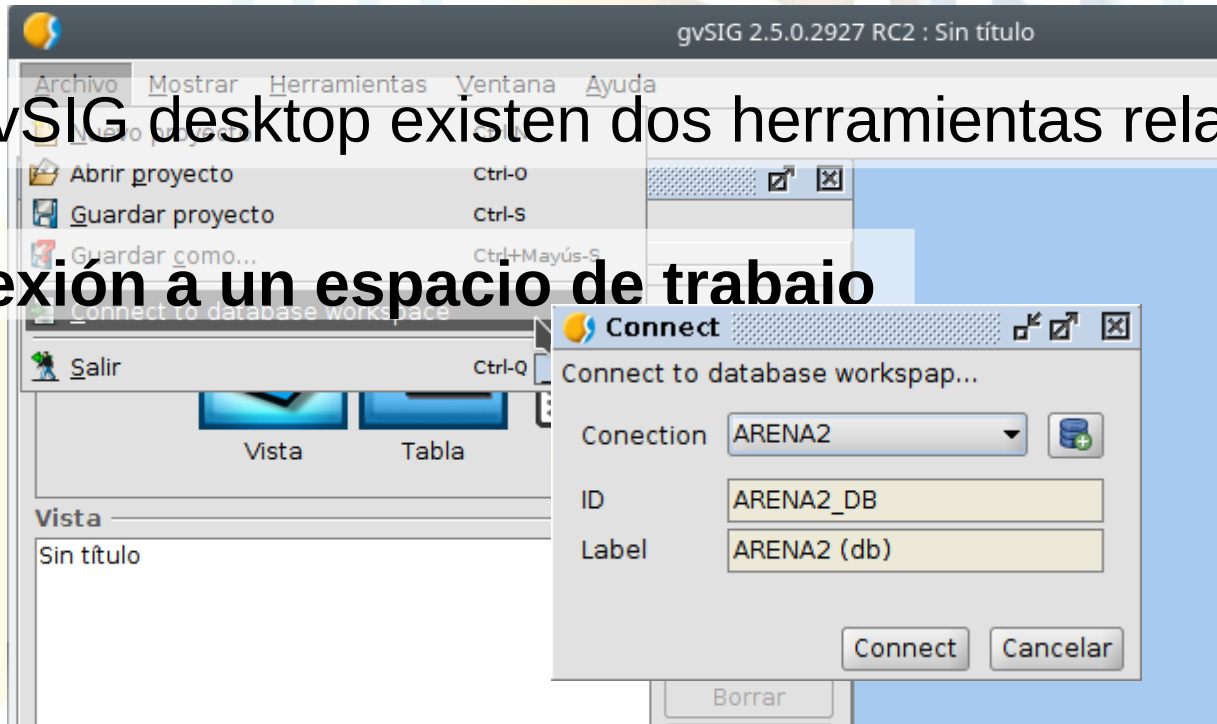 gvSIG 2.5.0.2927 RC2 : Sin título
Archivo Mostrar Herramientas Ventana Ayuda
vSIG desktop existen dos herramientas rela
Nuevo proyecto Ctrl-N
Abrir proyecto Ctrl-O
Guardar proyecto Ctrl-S
Guardar como... Ctrl+Mayús-S
exión a un espacio de trabajo
Connect to database workspace
Salir Ctrl-Q
Connect
Connect to database workspap...
Conection ARENA2
ID ARENA2_DB
Label ARENA2 (db)
Connect Cancelar
Vista Tabla
Vista
Sin título
Borrar